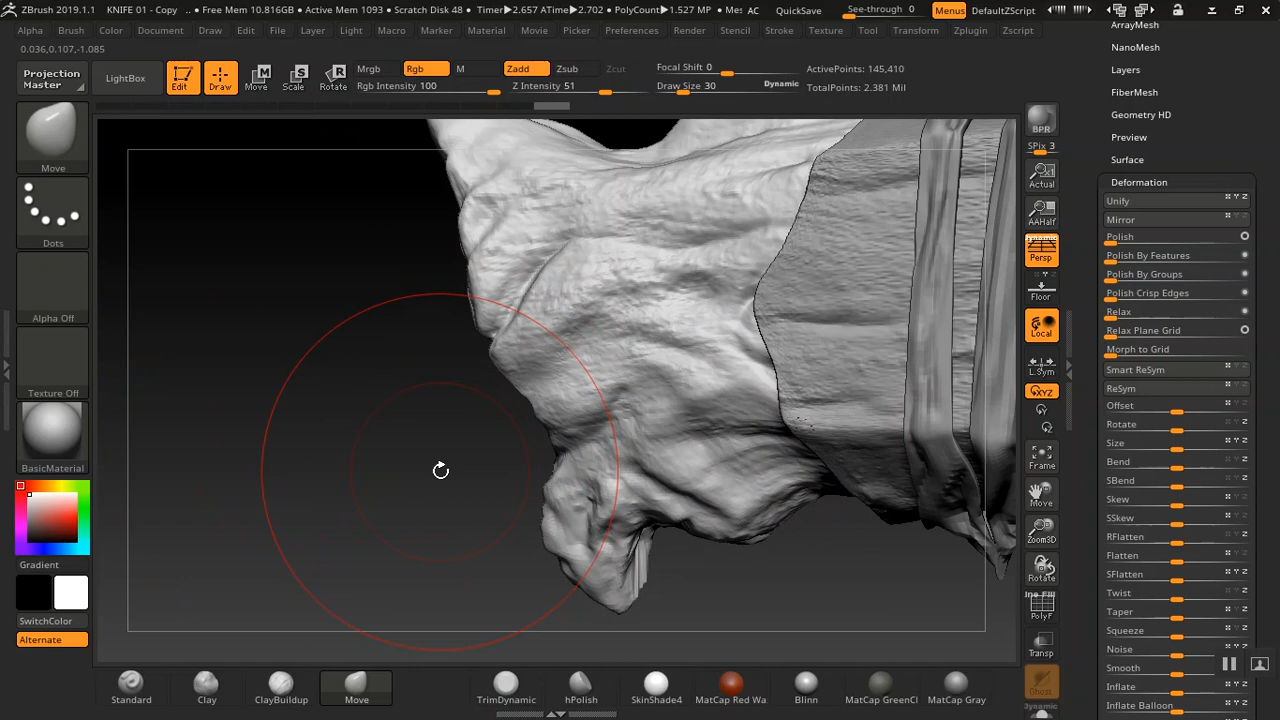 ZBrush 2019.1.1 KNIFE 01 - Copy • Free Mem 10.816GB • Active Mem 1093 • Scratch Disk 48 • Timer▶2.657 ATime▶2.702 • PolyCount▶1.527 MP • Mes AC QuickSave See-through 0 Menus DefaultZScript
Alpha Brush Color Document Draw Edit File Layer Light Macro Marker Material Movie Picker Preferences Render Stencil Stroke Texture Tool Transform Zplugin Zscript
0.036,0.107,-1.085
Projection Master
LightBox
Edit
Draw
Move
Scale
Rotate
Mrgb Rgb M
Rgb Intensity 100
Zadd Zsub Zcut
Z Intensity 51
Focal Shift 0
Draw Size 30
Dynamic
ActivePoints: 145,410
TotalPoints: 2.381 Mil
Move
Dots
Alpha Off
Texture Off
BasicMaterial
Gradient
SwitchColor
Alternate
BPR
SPix 3
Actual
AAHalf
Dynamic
Persp
Floor
Local
L.Sym
XYZ
Frame
Move
Zoom3D
Rotate
Line Fill
PolyF
Transp
Ghost
Dynamic
ArrayMesh
NanoMesh
Layers
FiberMesh
Geometry HD
Preview
Surface
Deformation
Unify
Mirror
Polish
Polish By Features
Polish By Groups
Polish Crisp Edges
Relax
Relax Plane Grid
Morph to Grid
Smart ReSym
ReSym
Offset
Rotate
Size
Bend
SBend
Skew
SSkew
RFlatten
Flatten
SFlatten
Twist
Taper
Squeeze
Noise
Smooth
Inflate
Inflate Balloon
Standard Clay ClayBuildup Move TrimDynamic hPolish SkinShade4 MatCap Red Wa Blinn MatCap GreenCl MatCap Gray